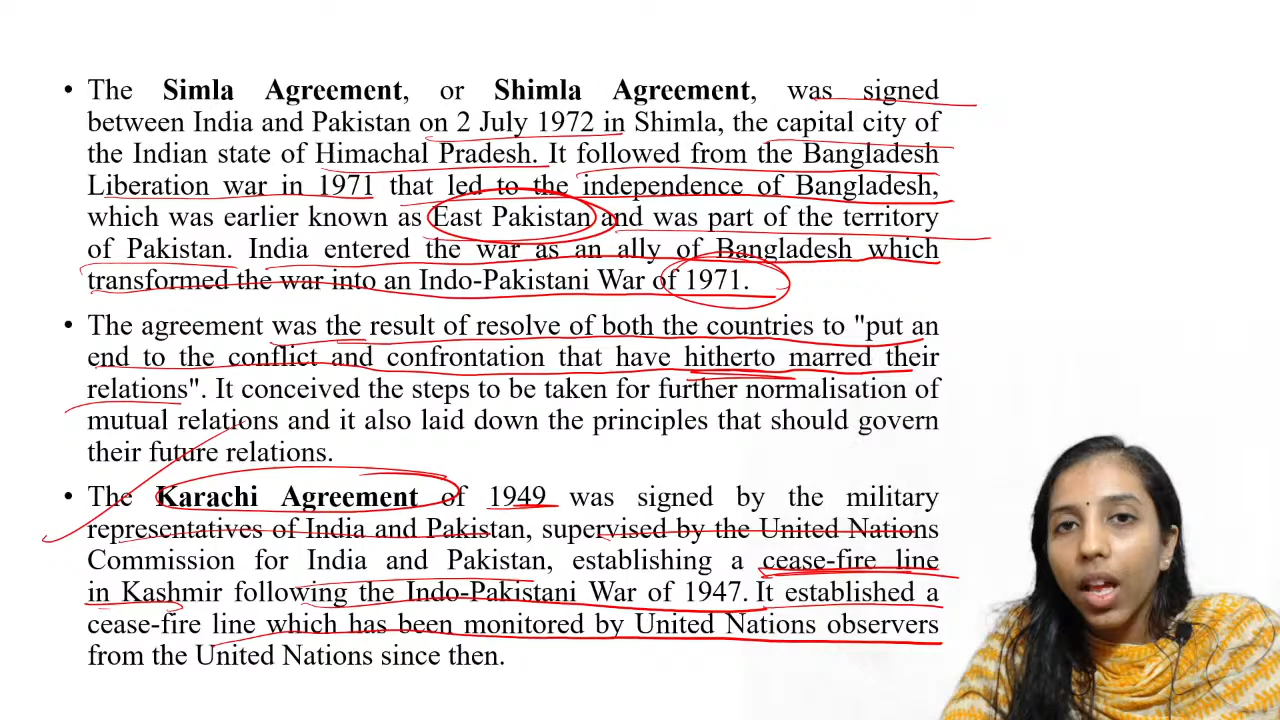 • The Simla Agreement, or Shimla Agreement, was signed
between India and Pakistan on 2 July 1972 in Shimla, the capital city of
the Indian state of Himachal Pradesh. It followed from the Bangladesh
Liberation war in 1971 that led to the independence of Bangladesh,
which was earlier known as East Pakistan and was part of the territory
of Pakistan. India entered the war as an ally of Bangladesh which
transformed the war into an Indo-Pakistani War of 1971.
• The agreement was the result of resolve of both the countries to "put an
end to the conflict and confrontation that have hitherto marred their
relations". It conceived the steps to be taken for further normalisation of
mutual relations and it also laid down the principles that should govern
their future relations.
• The Karachi Agreement of 1949 was signed by the military
representatives of India and Pakistan, supervised by the United Nations
Commission for India and Pakistan, establishing a cease-fire line
in Kashmir following the Indo-Pakistani War of 1947. It established a
cease-fire line which has been monitored by United Nations observers
from the United Nations since then.